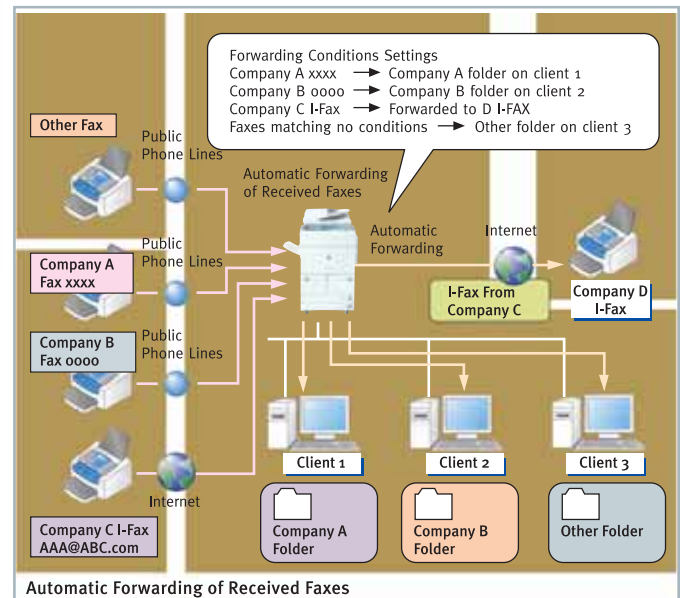 Forwarding Conditions Settings
Company A xxxx → Company A folder on client 1
Company B oooo → Company B folder on client 2
Company C I-Fax → Forwarded to D I-FAX
Faxes matching no conditions → Other folder on client 3
Other Fax
Public
Phone Lines
Automatic Forwarding
of Received Faxes
Automatic
Forwarding
Internet
Company A
Fax xxxx
Public
Phone Lines
I-Fax From
Company C
Company D
I-Fax
Company B
Fax oooo
Public
Phone Lines
Internet
Company C I-Fax
AAA@ABC.com
Client 1
Client 2
Client 3
Company A
Folder
Company B
Folder
Other Folder
Automatic Forwarding of Received Faxes